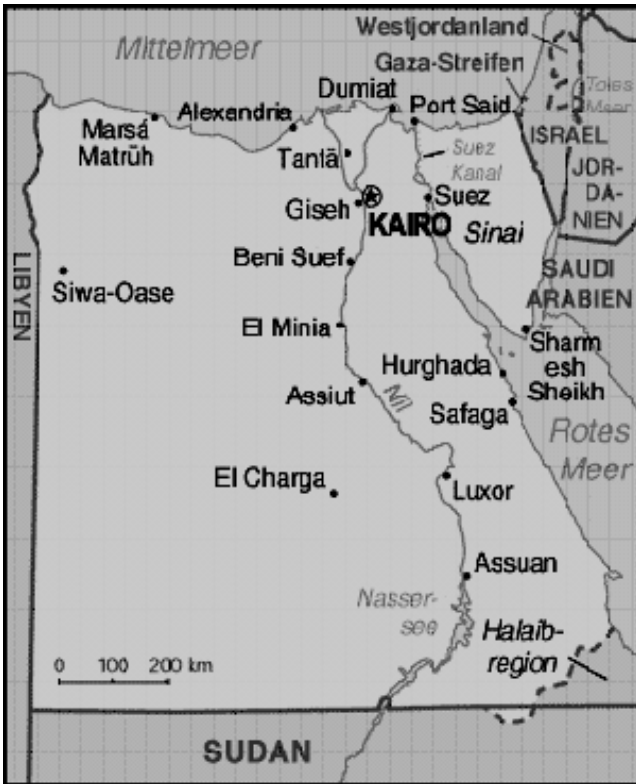 Westjordanland
Mittelmeer
Gaza-Streifen
Dumiat
Totes
Meer
Alexandria
Port Said
Marsá
Matrūh
ISRAEL
Tantā
Suez
Kanal
JOR-
DA-
NIEN
Giseh
Suez
KAIRO
Sinai
Beni Suef
LIBYEN
Siwa-Oase
SAUDI
ARABIEN
El Minia
Sharm
esh
Sheikh
Hurghada
Assiut
Nil
Safaga
Rotes
Meer
El Charga
Luxor
Assuan
Nasser-
see
Halaib-
region
0 100 200 km
SUDAN